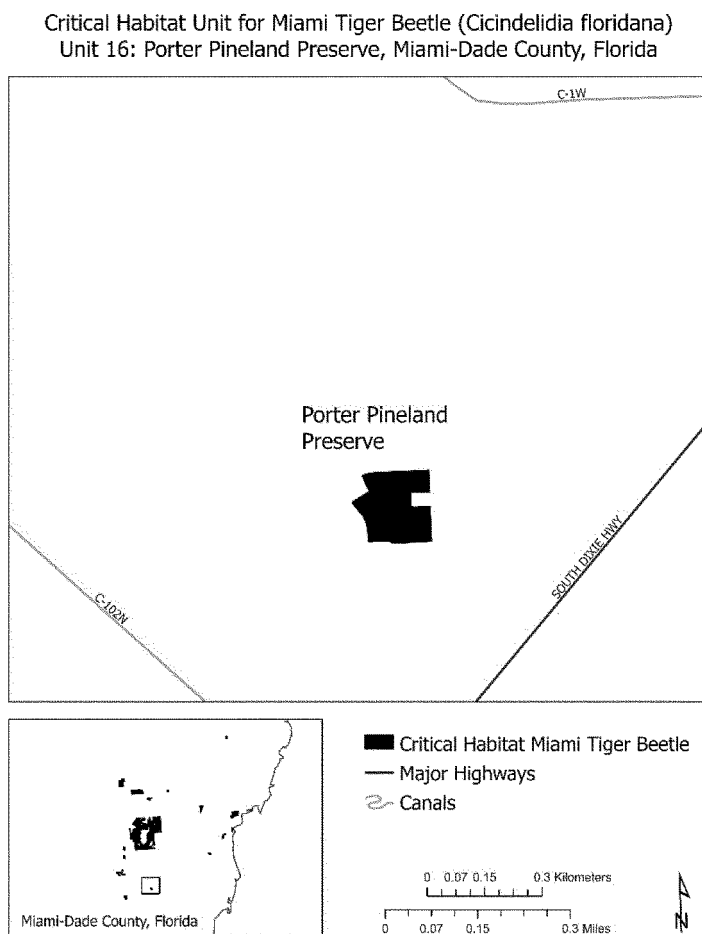 Critical Habitat Unit for Miami Tiger Beetle (Cicindelidia floridana)
Unit 16: Porter Pineland Preserve, Miami-Dade County, Florida
C-1W
Porter Pineland
Preserve
SOUTH DIXIE HWY
C-102N
Critical Habitat Miami Tiger Beetle
Major Highways
Canals
Miami-Dade County, Florida
0 0.07 0.15 0.3 Kilometers
0 0.07 0.15 0.3 Miles
N